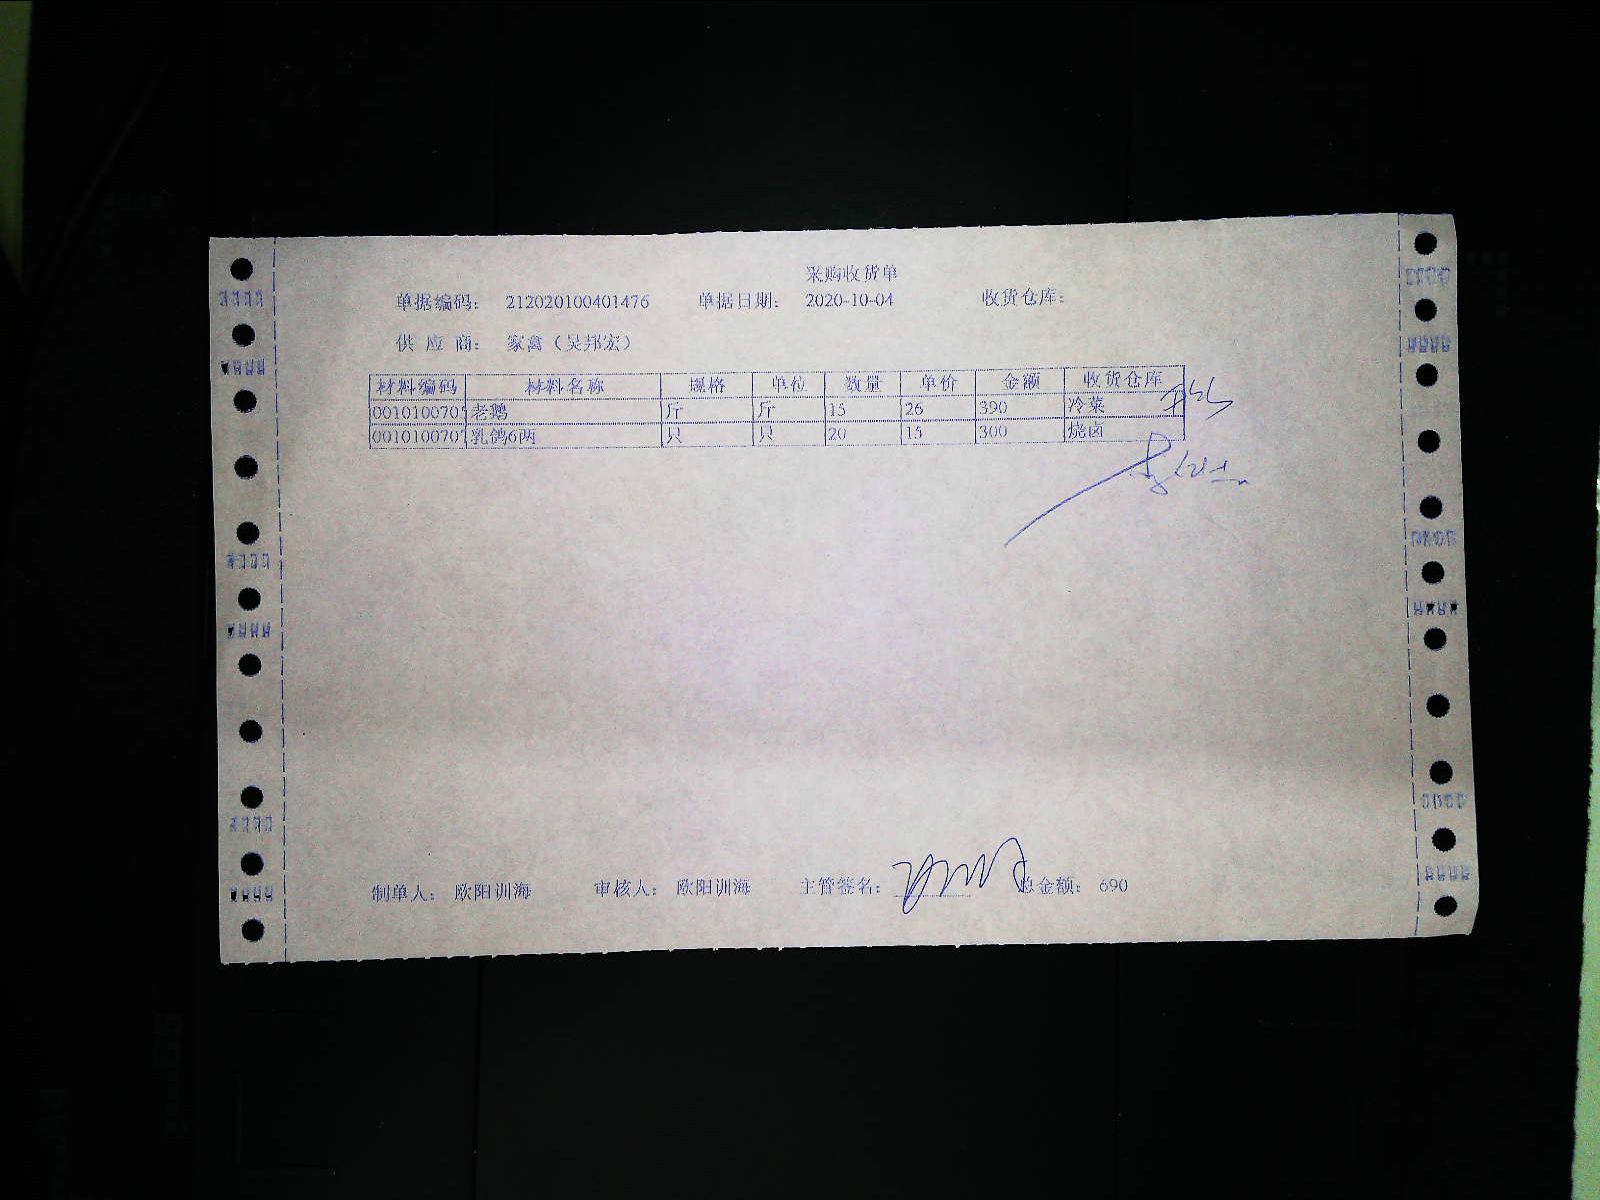 采购收货单
单据编码： 212020100401476 单据日期： 2020-10-04 收货仓库：
供 应 商： 家禽（吴邦宏）
材料编码 材料名称 规格 单位 数量 单价 金额 收货仓库
0010100705 老鹅 斤 斤 15 26 390 冷菜
0010100707 乳鸽6两 只 只 20 15 300 烧卤
制单人： 欧阳训海 审核人： 欧阳训海 主管签名： 总金额： 690